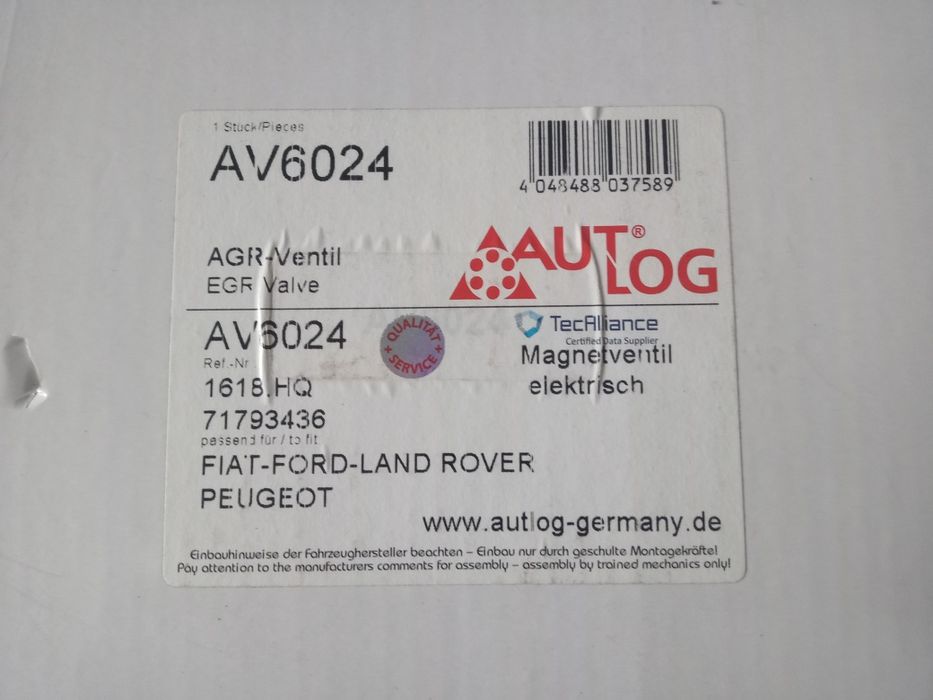 1 Stück/Pieces
AV6024
4 048488 037589
AGR-Ventil
EGR Valve
AUTLOG®
AV6024
QUALITÄT
SERVICE
TecAlliance
Certified Data Supplier
Ref.-Nr
Magnetventil
1618.HQ
elektrisch
71793436
passend für / to fit
FIAT-FORD-LAND ROVER
PEUGEOT
www.autlog-germany.de
Einbauhinweise der Fahrzeughersteller beachten – Einbau nur durch geschulte Montagekräfte!
Pay attention to the manufacturers comments for assembly – assembly by trained mechanics only!